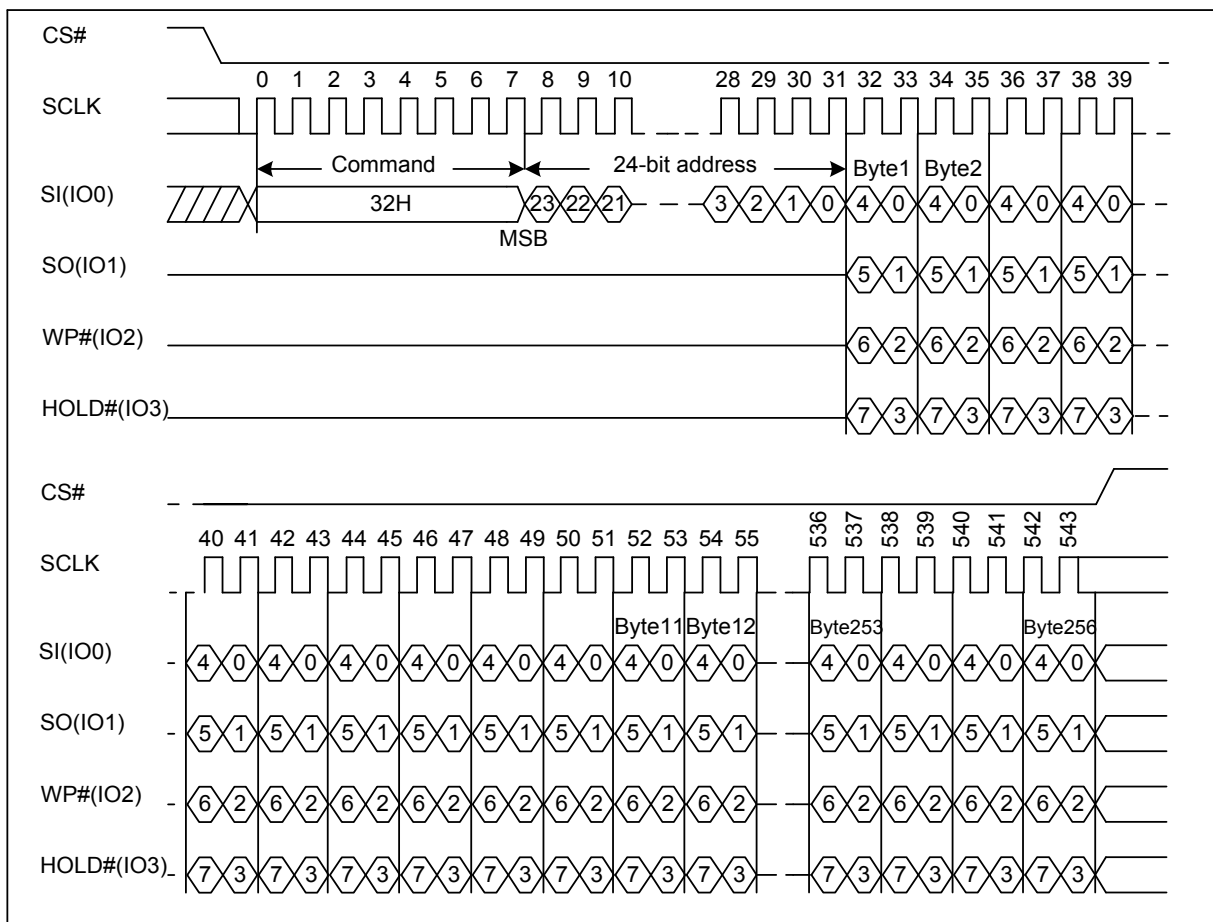 CS#
0 1 2 3 4 5 6 7 8 9 10 28 29 30 31 32 33 34 35 36 37 38 39
SCLK
Command 24-bit address Byte1 Byte2
SI(IO0) 32H 23 22 21 3 2 1 0 4 0 4 0 4 0 4 0
MSB
SO(IO1) 5 1 5 1 5 1 5 1
WP#(IO2) 6 2 6 2 6 2 6 2
HOLD#(IO3) 7 3 7 3 7 3 7 3
CS#
40 41 42 43 44 45 46 47 48 49 50 51 52 53 54 55 536 537 538 539 540 541 542 543
SCLK
Byte11 Byte12 Byte253 Byte256
SI(IO0) 4 0 4 0 4 0 4 0 4 0 4 0 4 0 4 0 4 0 4 0 4 0 4 0
SO(IO1) 5 1 5 1 5 1 5 1 5 1 5 1 5 1 5 1 5 1 5 1 5 1 5 1
WP#(IO2) 6 2 6 2 6 2 6 2 6 2 6 2 6 2 6 2 6 2 6 2 6 2 6 2
HOLD#(IO3) 7 3 7 3 7 3 7 3 7 3 7 3 7 3 7 3 7 3 7 3 7 3 7 3